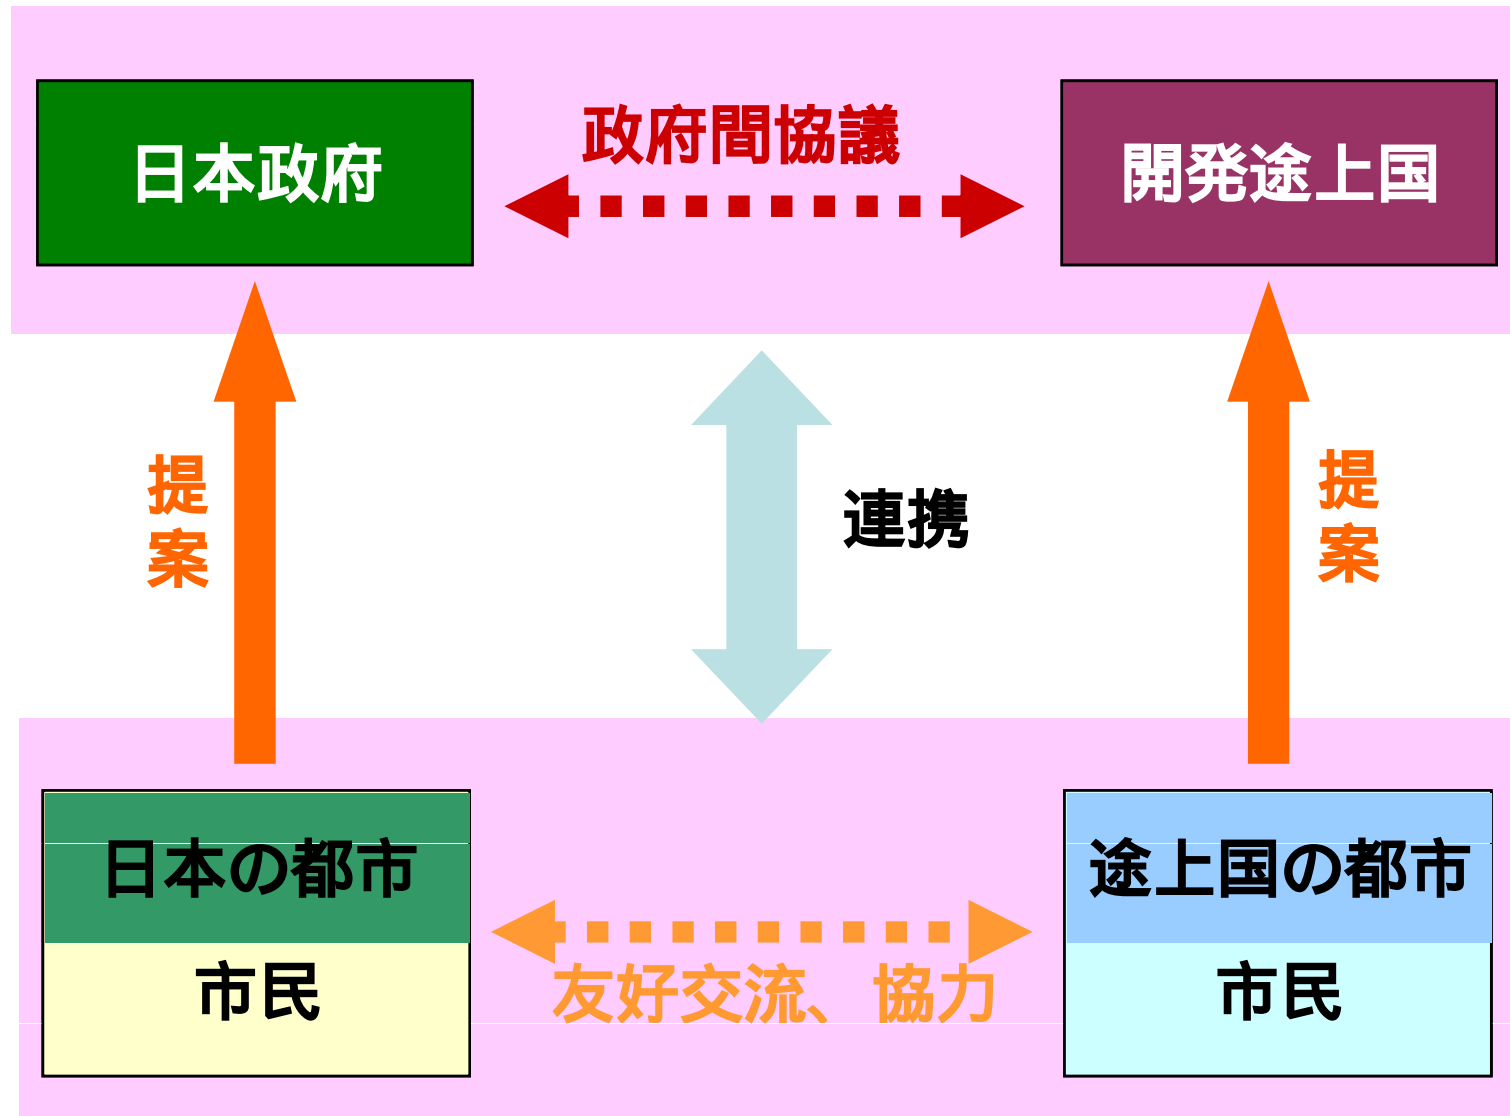 政府間協議
日本政府
開発途上国
提案
連携
提案
日本の都市
途上国の都市
市民
友好交流、協力
市民